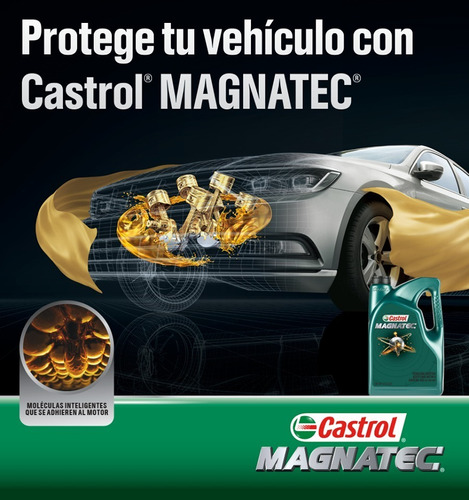 Protege tu vehículo con
Castrol® MAGNATEC®
Castrol
MAGNATEC
MOLÉCULAS INTELIGENTES
QUE SE ADHIEREN AL MOTOR
Castrol®
MAGNATEC®